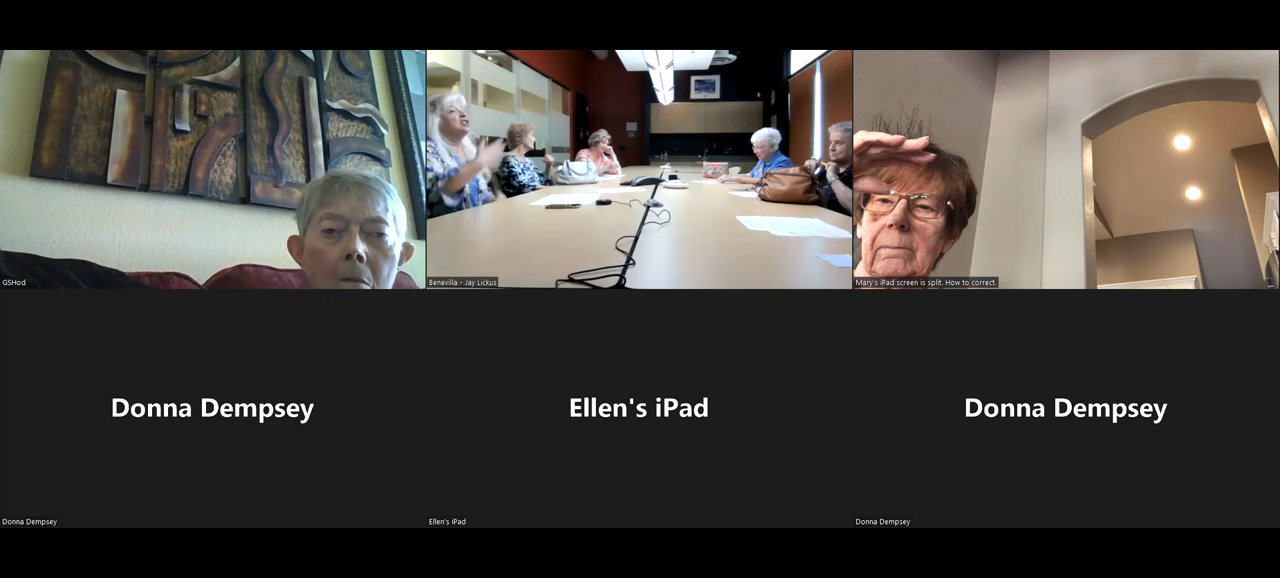 GSHod
Benevilla - Jay Lickus
Mary's iPad screen is split. How to correct.
Donna Dempsey
Ellen's iPad
Donna Dempsey
Donna Dempsey
Ellen's iPad
Donna Dempsey